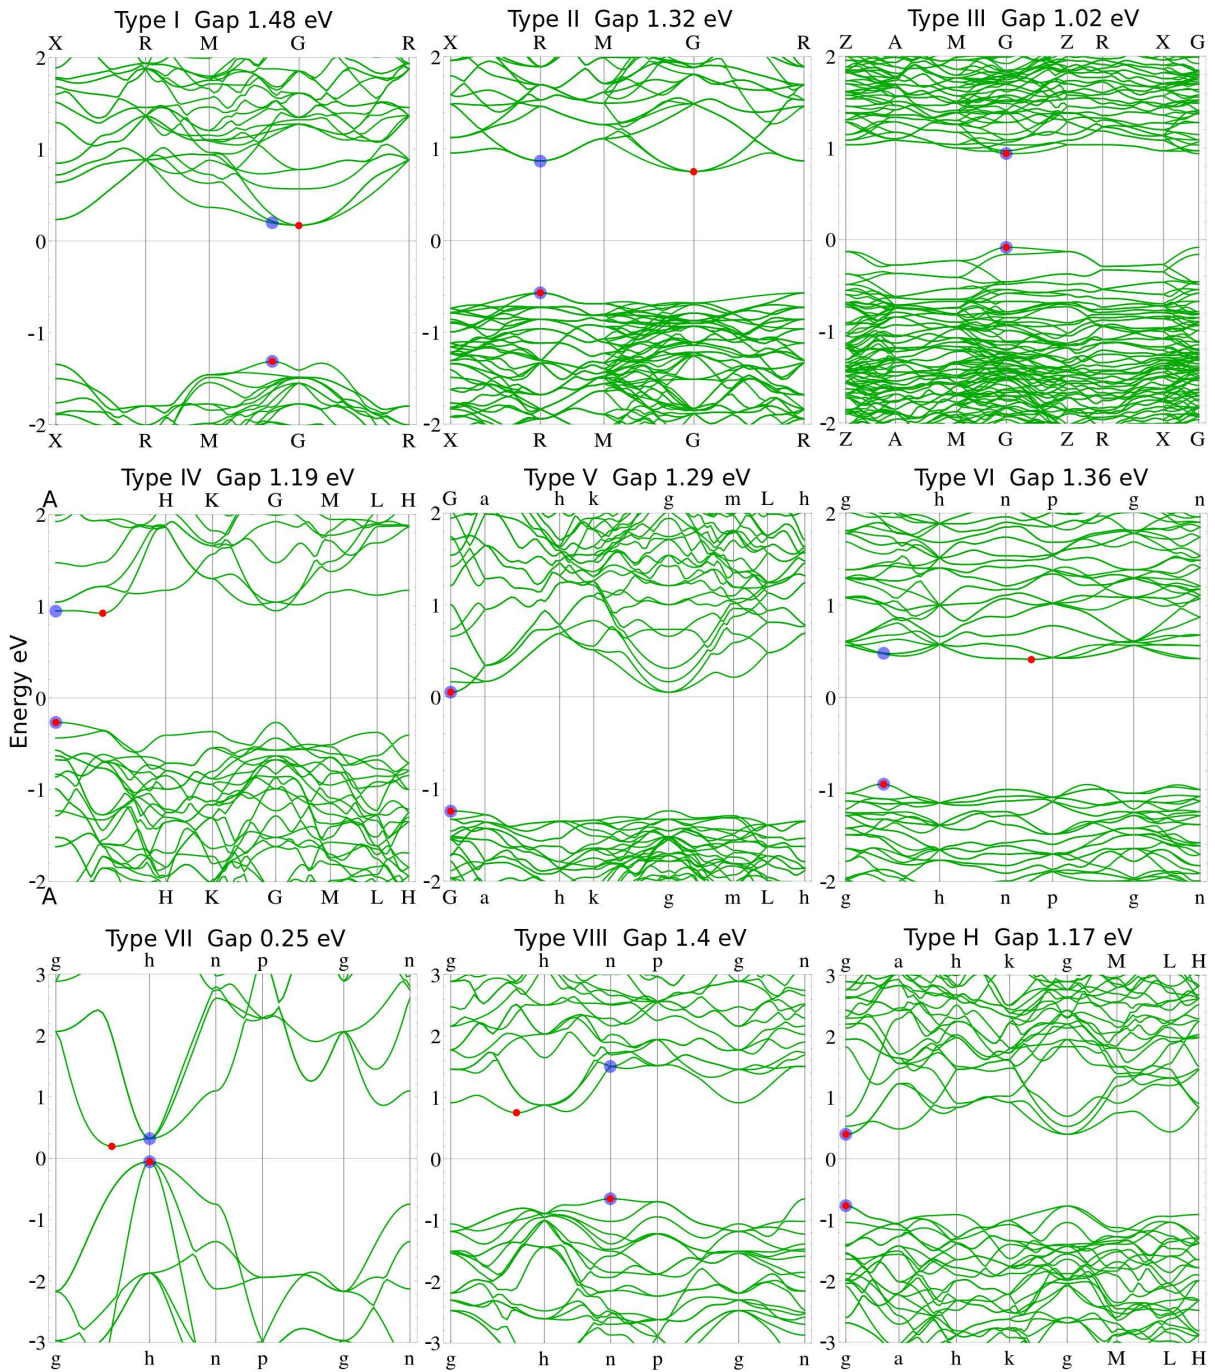 Type I  Gap 1.48 eV
X R M G R
2
1
0
-1
-2
X R M G R
Type II  Gap 1.32 eV
X R M G R
2
1
0
-1
-2
X R M G R
Type III  Gap 1.02 eV
Z A M G Z R X G
2
1
0
-1
-2
Z A M G Z R X G
Energy eV
Type IV  Gap 1.19 eV
A H K G M L H
2
1
0
-1
-2
A H K G M L H
Type V  Gap 1.29 eV
G a h k g m L h
2
1
0
-1
-2
G a h k g m L h
Type VI  Gap 1.36 eV
g h n p g n
2
1
0
-1
-2
g h n p g n
Type VII  Gap 0.25 eV
g h n p g n
3
2
1
0
-1
-2
-3
g h n p g n
Type VIII  Gap 1.4 eV
g h n p g n
3
2
1
0
-1
-2
-3
g h n p g n
Type H  Gap 1.17 eV
g a h k g M L H
3
2
1
0
-1
-2
-3
g a h k g M L H